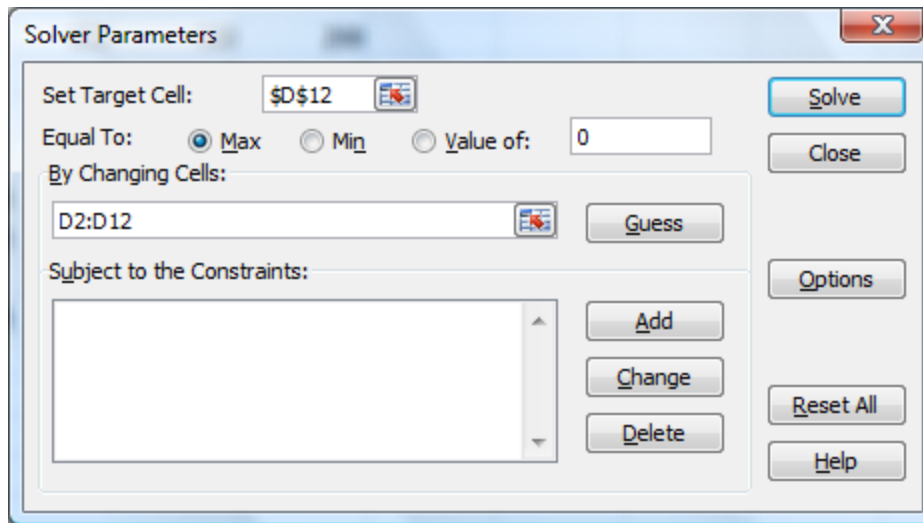 Solver Parameters
Set Target Cell: $D$12 Solve
Equal To: Max Min Value of: 0 Close
By Changing Cells:
D2:D12 Guess
Subject to the Constraints: Options
Add
Change
Reset All
Delete
Help